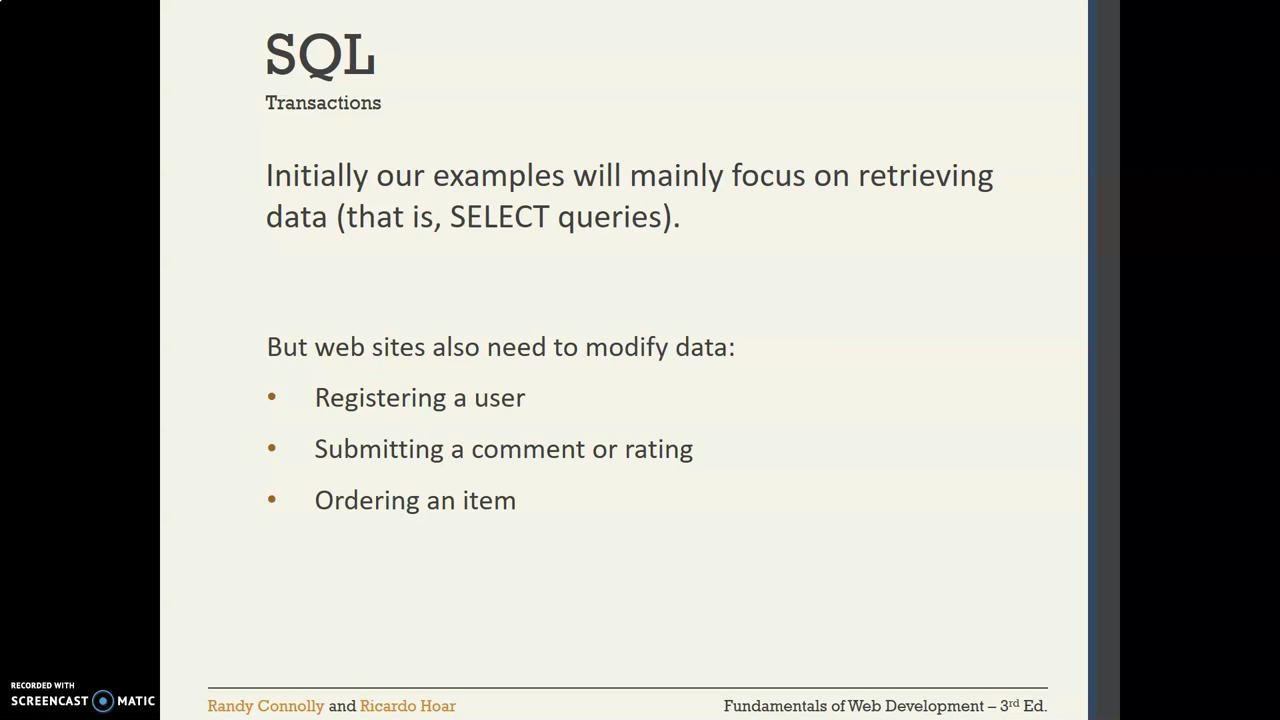 SQL
Transactions
Initially our examples will mainly focus on retrieving
data (that is, SELECT queries).
But web sites also need to modify data:
• Registering a user
• Submitting a comment or rating
• Ordering an item
RECORDED WITH
SCREENCAST MATIC
Randy Connolly and Ricardo Hoar
Fundamentals of Web Development – 3rd Ed.